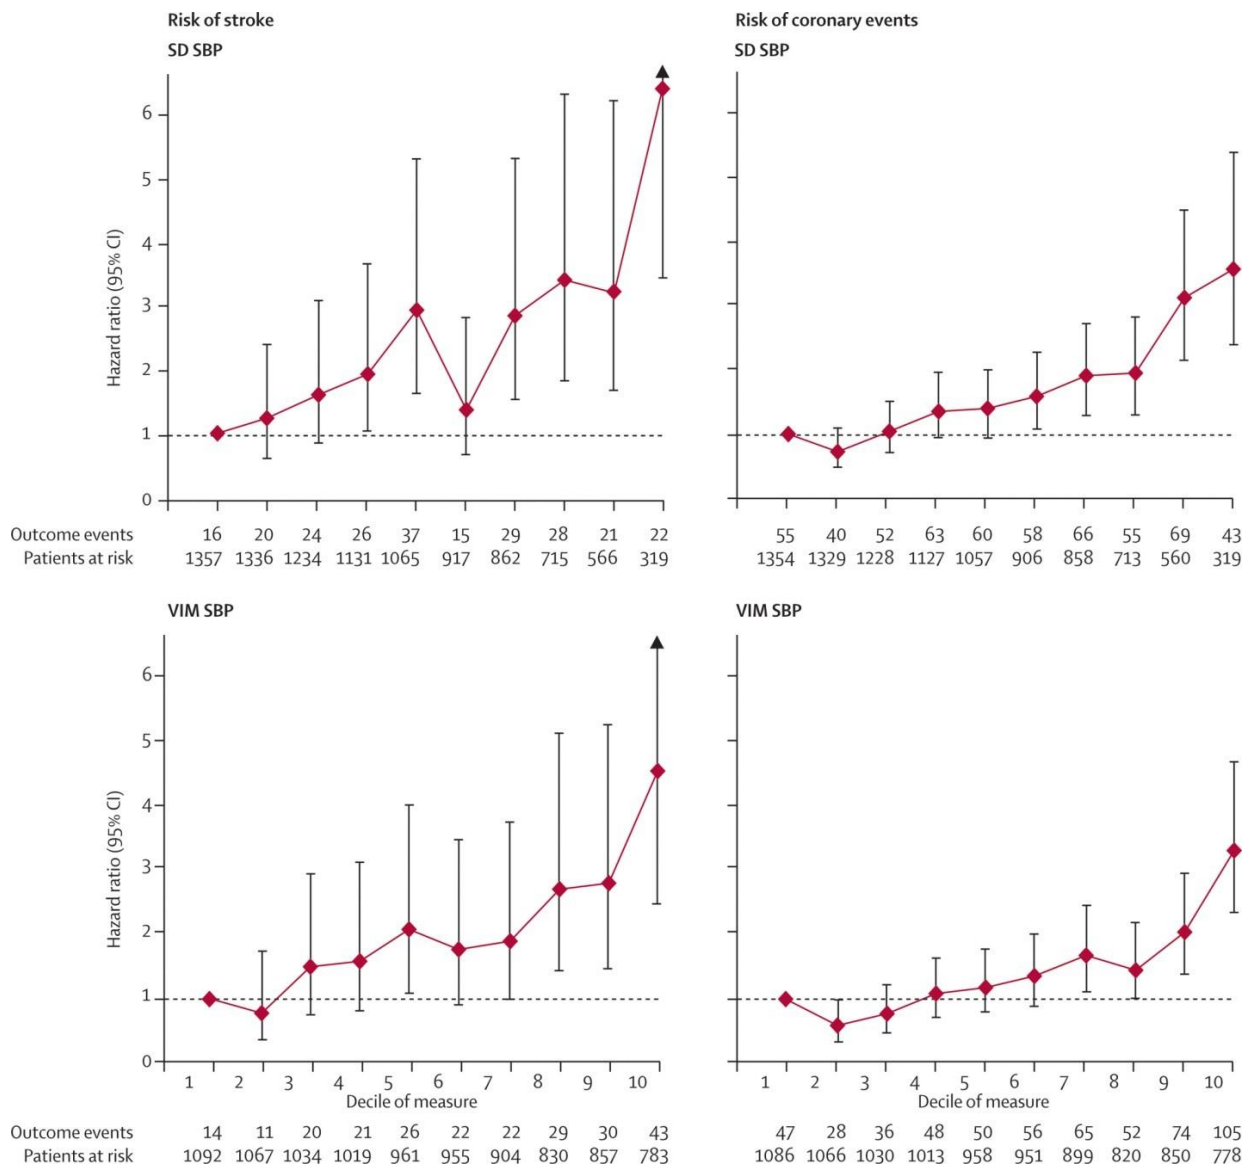 Risk of stroke
SD SBP
Risk of coronary events
SD SBP
Hazard ratio (95% CI)
6
5
4
3
2
1
0
Outcome events 16 20 24 26 37 15 29 28 21 22
Patients at risk 1357 1336 1234 1131 1065 917 862 715 566 319
55 40 52 63 60 58 66 55 69 43
1354 1329 1228 1127 1057 906 858 713 560 319
VIM SBP
VIM SBP
Hazard ratio (95% CI)
6
5
4
3
2
1
0
1 2 3 4 5 6 7 8 9 10
Decile of measure
1 2 3 4 5 6 7 8 9 10
Decile of measure
Outcome events 14 11 20 21 26 22 22 29 30 43
Patients at risk 1092 1067 1034 1019 961 955 904 830 857 783
47 28 36 48 50 56 65 52 74 105
1086 1066 1030 1013 958 951 899 820 850 778